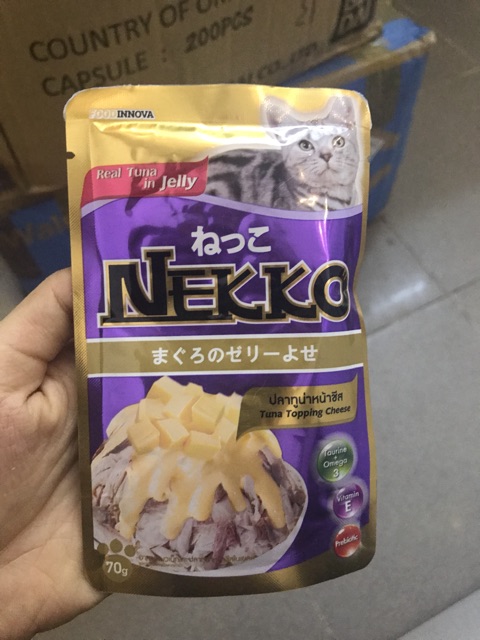 COUNTRY OF
CAPSULE : 200PCS
FOODINNOVA
Real Tuna
in Jelly
ねっこ
NEKKO
まぐろのゼリーよせ
ปลาทูน่าหน้าชีส
Tuna Topping Cheese
Taurine
+
Omega
3
Vitamin
E
Prebiotic
70g